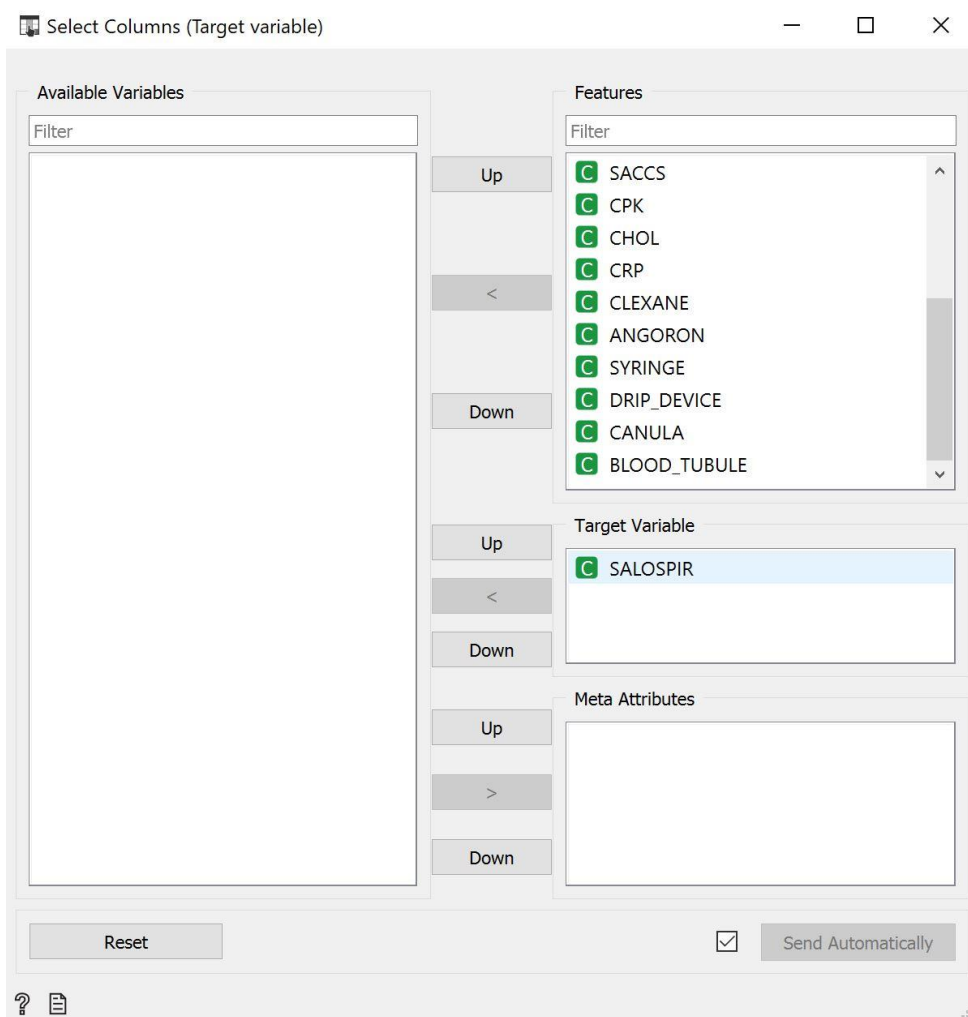 Select Columns (Target variable)
Available Variables
Filter
Up
<
Down
Up
<
Down
Up
>
Down
Features
Filter
C SACCS
C CPK
C CHOL
C CRP
C CLEXANE
C ANGORON
C SYRINGE
C DRIP_DEVICE
C CANULA
C BLOOD_TUBULE
Target Variable
C SALOSPIR
Meta Attributes
Reset
Send Automatically
?